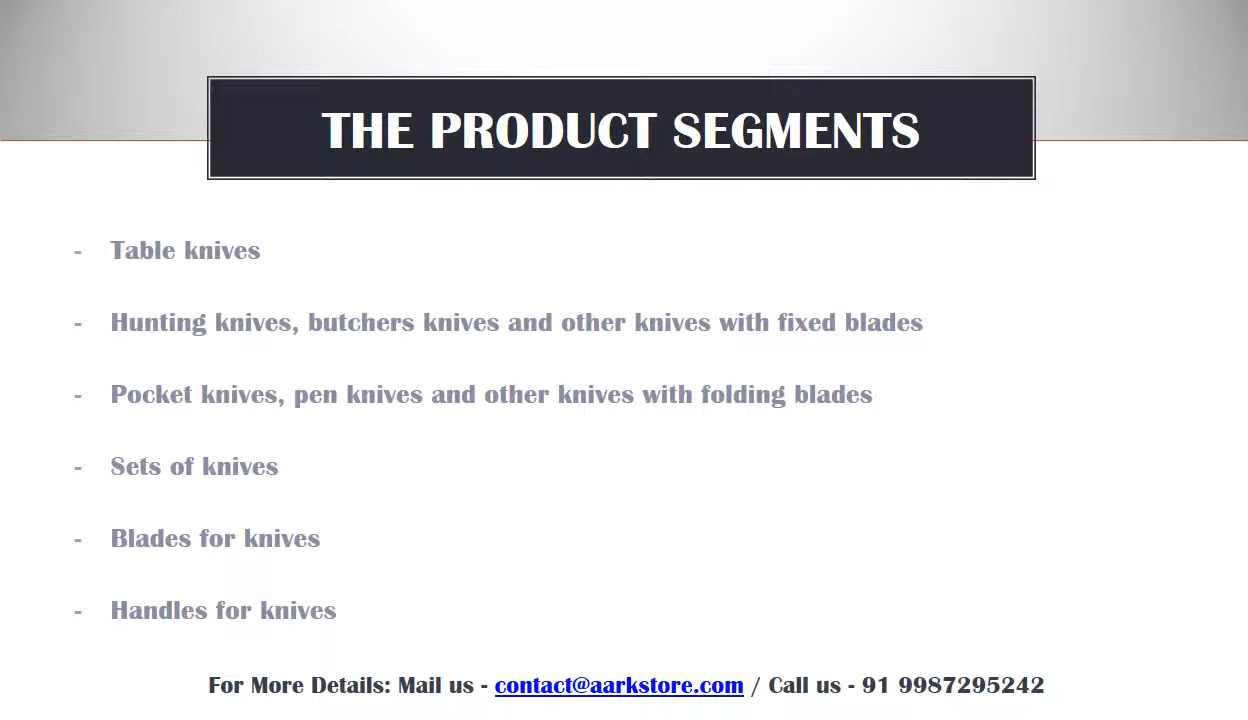 THE PRODUCT SEGMENTS
- Table knives
- Hunting knives, butchers knives and other knives with fixed blades
- Pocket knives, pen knives and other knives with folding blades
- Sets of knives
- Blades for knives
- Handles for knives
For More Details: Mail us - contact@aarkstore.com / Call us - 91 9987295242